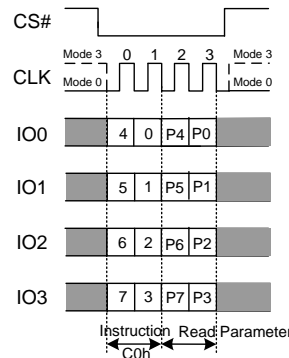 CS#
Mode 3 0 1 2 3 Mode 3
CLK Mode 0 Mode 0
IO0 4 0 P4 P0
IO1 5 1 P5 P1
IO2 6 2 P6 P2
IO3 7 3 P7 P3
Instruction Read Parameter
C0h